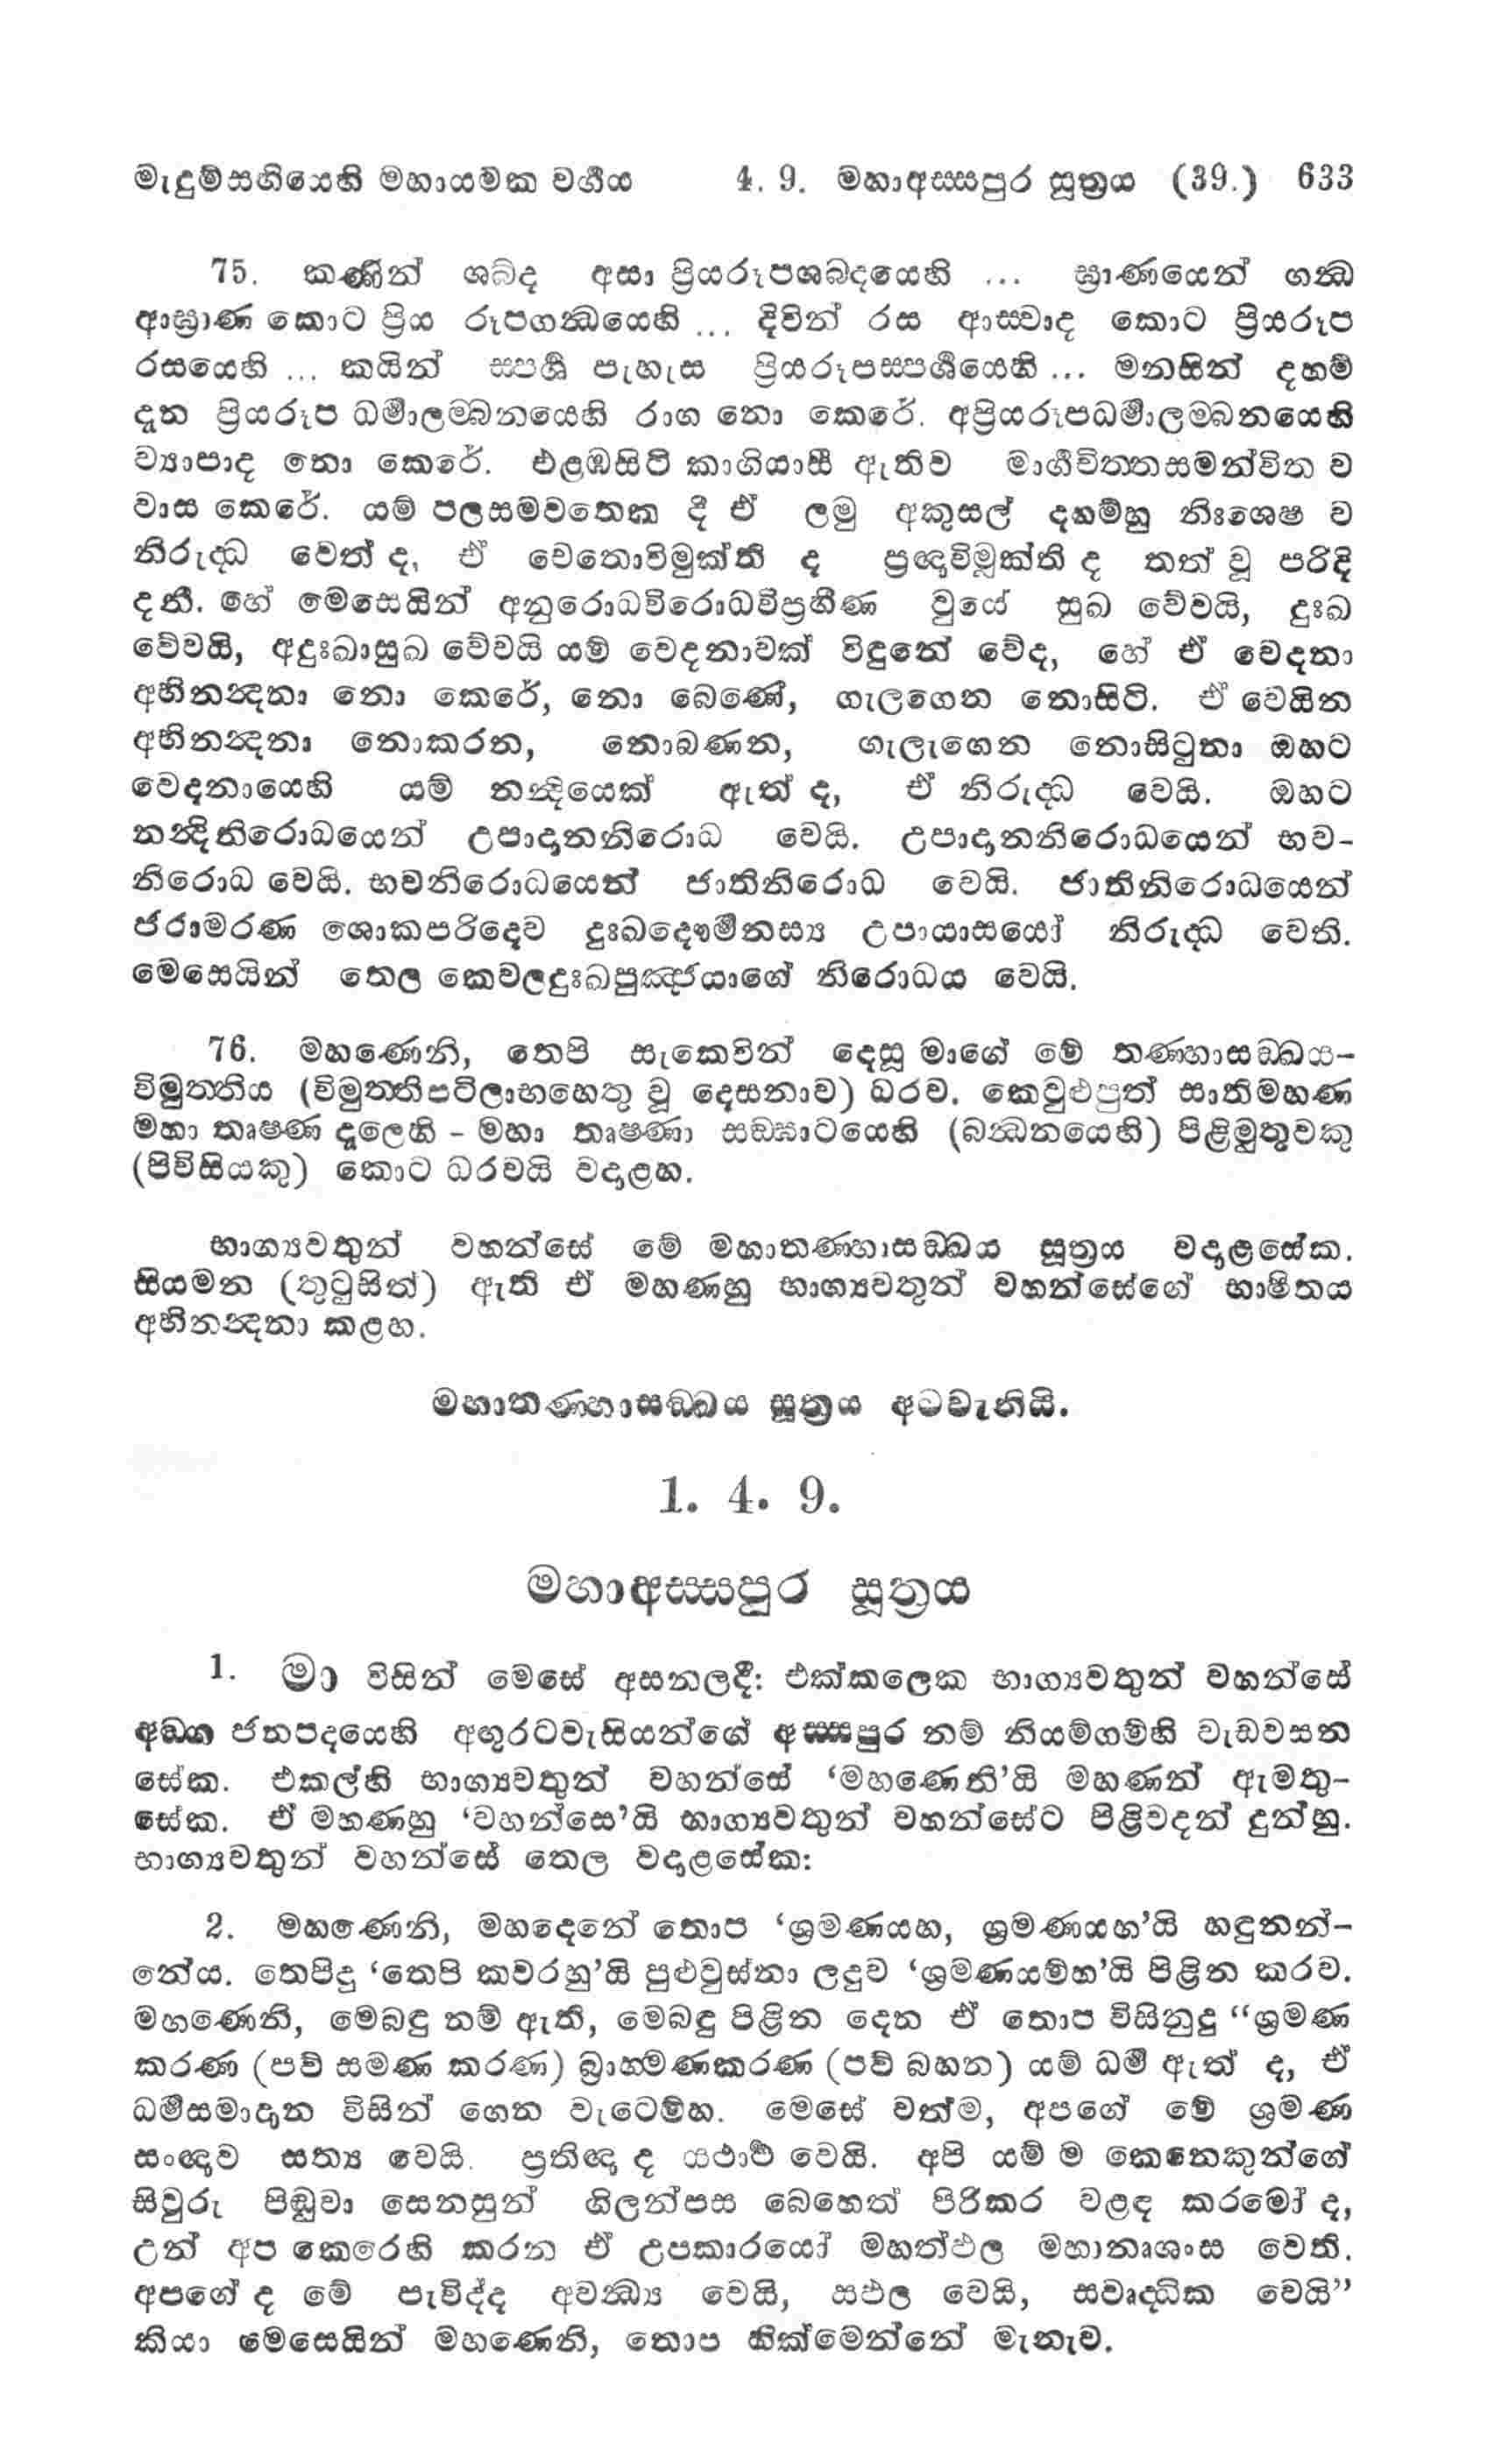 මැදුම්සඟියෙහි මහායමක වර්‍ගය 4. 9. මහාඅස්සපුර සූත්‍රය (39.) 633
75. කණින් ශබ්ද අසා ප්‍රියරූපශබ්දයෙහි ... ඝ්‍රාණයෙන් ගන්‍ධ
ආඝ්‍රාණ කොට ප්‍රිය රූපගන්‍ධයෙහි ... දිවින් රස ආස්වාද කොට ප්‍රියරූප
රසයෙහි ... කයින් ස්පර්‍ශ පැහැස ප්‍රියරූපස්පර්‍ශයෙහි ... මනසින් දහම්
දැන ප්‍රියරූප ධර්‍මාලම්බනයෙහි රාග නො කෙරේ. අප්‍රියරූපධර්‍මාලම්බනයෙහි
ව්‍යාපාද නො කෙරේ. එළඹසිටි කාගියාසී ඇතිව මාර්‍ගචිත්තසමන්විත ව
වාස කෙරේ. යම් පලසමවතෙක දී ඒ ලමු අකුසල් දහම්හු නිඃශෙෂ ව
නිරුද්ධ වෙත් ද, ඒ චෙතොවිමුක්ති ද ප්‍රඥාවිමුක්ති ද තත් වූ පරිදි
දනී. හේ මෙසෙයින් අනුරොධවිරොධවිප්‍රහීණ වුයේ සුඛ වේවයි, දුඃඛ
වේවයි, අදුඃඛාසුඛ වේවයි යම් වෙදනාවක් විඳුනේ වේද, හේ ඒ වෙදනා
අභිනන්‍දනා නො කෙරේ, නො බෙණේ, ගැලගෙන නොසිටී. ඒ වෙයින
අභිනන්‍දනා නොකරන, නොබණන, ගැලැගෙන නොසිටුනා ඔහට
වෙදනායෙහි යම් නන්‍දියෙක් ඇත් ද, ඒ නිරුද්ධ වෙයි. ඔහට
නන්‍දිනිරොධයෙන් උපාදානනිරොධ වෙයි. උපාදානනිරොධයෙන් භව-
නිරොධ වෙයි. භවනිරොධයෙන් ජාතිනිරොධ වෙයි. ජාතිනිරොධයෙන්
ජරාමරණ ශොකපරිදෙව දුඃඛදෞර්‍මනස්‍ය උපායාසයෝ නිරුද්ධ වෙති.
මෙසෙයින් තෙල කෙවලදුඃඛපුඤ්ජයාගේ නිරොධය වෙයි.
76. මහණෙනි, තෙපි සැකෙවින් දෙසූ මාගේ මේ තණ්හාසඞ්ඛය-
විමුත්තිය (විමුත්තිපටිලාභහෙතු වූ දෙසනාව) ධරව. කෙවුළුපුත් සාතිමහණ
මහා තෘෂ්ණා දැලෙහි - මහා තෘෂ්ණා සඞ්ඝාටයෙහි (බන්‍ධනයෙහි) පිළිමුතුවකු
(පිවිසියකු) කොට ධරවයි වදාළහ.
භාග්‍යවතුන් වහන්සේ මේ මහාතණ්හාසඞ්ඛය සූත්‍රය වදාළසේක.
සියමන (තුටුසිත්) ඇති ඒ මහණහු භාග්‍යවතුන් වහන්සේගේ භාෂිතය
අභිනන්‍දනා කළහ.
මහාතණ්හාසඞ්ඛය සූත්‍රය අටවැනියි.
1. 4. 9.
මහාඅස්සපුර සූත්‍රය
1. මා විසින් මෙසේ අසනලදී: එක්කලෙක භාග්‍යවතුන් වහන්සේ
අඞ්ග ජනපදයෙහි අඟුරටවැසියන්ගේ අස්සපුර නම් නියම්ගම්හි වැඩවසන
සේක. එකල්හි භාග්‍යවතුන් වහන්සේ ‘මහණෙනි’යි මහණන් ඇමතු-
සේක. ඒ මහණහු ‘වහන්සෙ’යි භාග්‍යවතුන් වහන්සේට පිළිවදන් දුන්හු.
භාග්‍යවතුන් වහන්සේ තෙල වදාළසේක:
2. මහණෙනි, මහදෙනේ තොප ‘ශ්‍රමණයහ, ශ්‍රමණයහ’යි හඳුනන්-
නේය. තෙපිදු ‘තෙපි කවරහු’යි පුළුවුස්නා ලදුව ‘ශ්‍රමණයම්හ’යි පිළින කරව.
මහණෙනි, මෙබඳු නම් ඇති, මෙබඳු පිළින දෙන ඒ තොප විසිනුදු “ශ්‍රමණ
කරණ (පව් සමණ කරණ) බ්‍රාහ්මණකරණ (පව් බහන) යම් ධර්‍ම ඇත් ද, ඒ
ධර්‍මසමාදාන විසින් ගෙන වැටෙම්හ. මෙසේ වත්ම, අපගේ මේ ශ්‍රමණ
සංඥාව සත්‍ය වෙයි. ප්‍රතිඥා ද යථාර්‍ථ වෙයි. අපි යම් ම කෙනෙකුන්ගේ
සිවුරු පිඬුවා සෙනසුන් ගිලන්පස බෙහෙත් පිරිකර වළඳ කරමෝ ද,
උන් අප කෙරෙහි කරන ඒ උපකාරයෝ මහත්ඵල මහානෘශංස වෙති.
අපගේ ද මේ පැවිද්ද අවන්‍ධ්‍ය වෙයි, සඵල වෙයි, සවෘද්ධික වෙයි”
කියා මෙසෙයින් මහණෙනි, තොප හික්මෙන්නේ මැනැව.